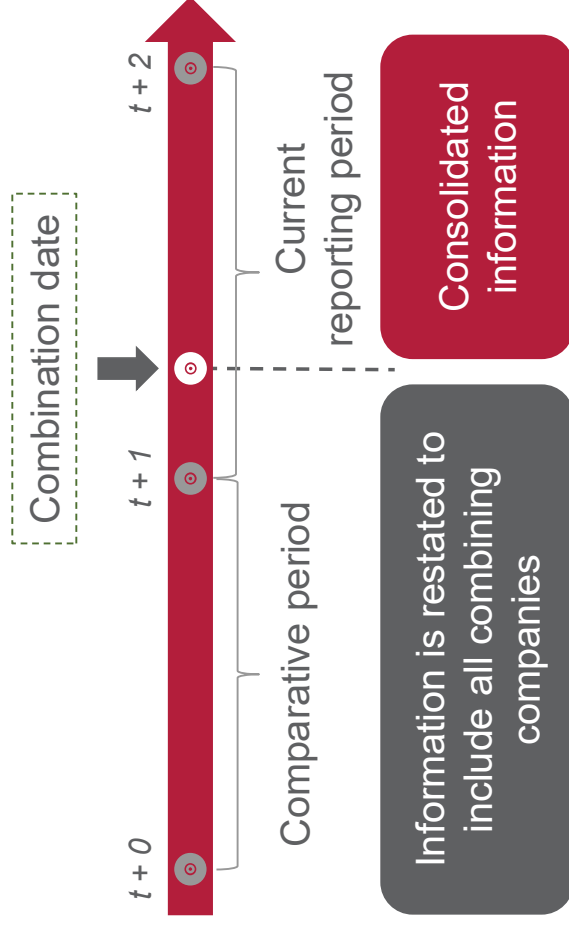 Combination date
t + 0
t + 1
t + 2
Comparative period
Current
reporting period
Information is restated to
include all combining
companies
Consolidated
information